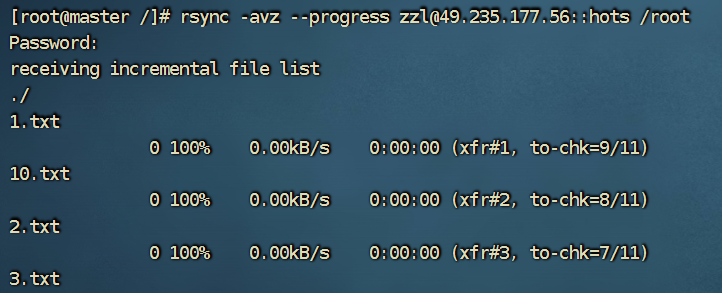 [root@master /]# rsync -avz --progress zzl@49.235.177.56::hots /root
Password:
receiving incremental file list
./
1.txt
              0 100%    0.00kB/s    0:00:00 (xfr#1, to-chk=9/11)
10.txt
              0 100%    0.00kB/s    0:00:00 (xfr#2, to-chk=8/11)
2.txt
              0 100%    0.00kB/s    0:00:00 (xfr#3, to-chk=7/11)
3.txt